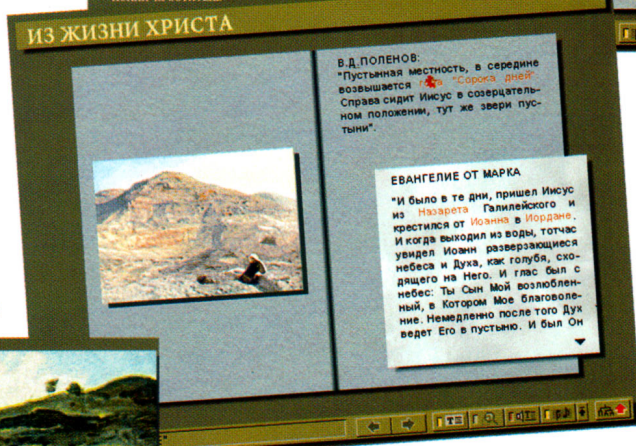 ИЗ ЖИЗНИ ХРИСТА
В.Д.ПОЛЕНОВ:
"Пустынная местность, в середине
возвышается "Сорока дней".
Справа сидит Иисус в созерцатель-
ном положении, тут же звери пус-
тыни".
ЕВАНГЕЛИЕ ОТ МАРКА
"И было в те дни, пришел Иисус
из Назарета Галилейского и
крестился от Иоанна в Иордане.
И когда выходил из воды, тотчас
увидел Иоанн разверзающиеся
небеса и Духа, как голубя, схо-
дящего на Него. И глас был с
небес: Ты Сын Мой возлюблен-
ный, в Котором Мое благоволе-
ние. Немедленно после того Дух
ведет Его в пустыню. И был Он